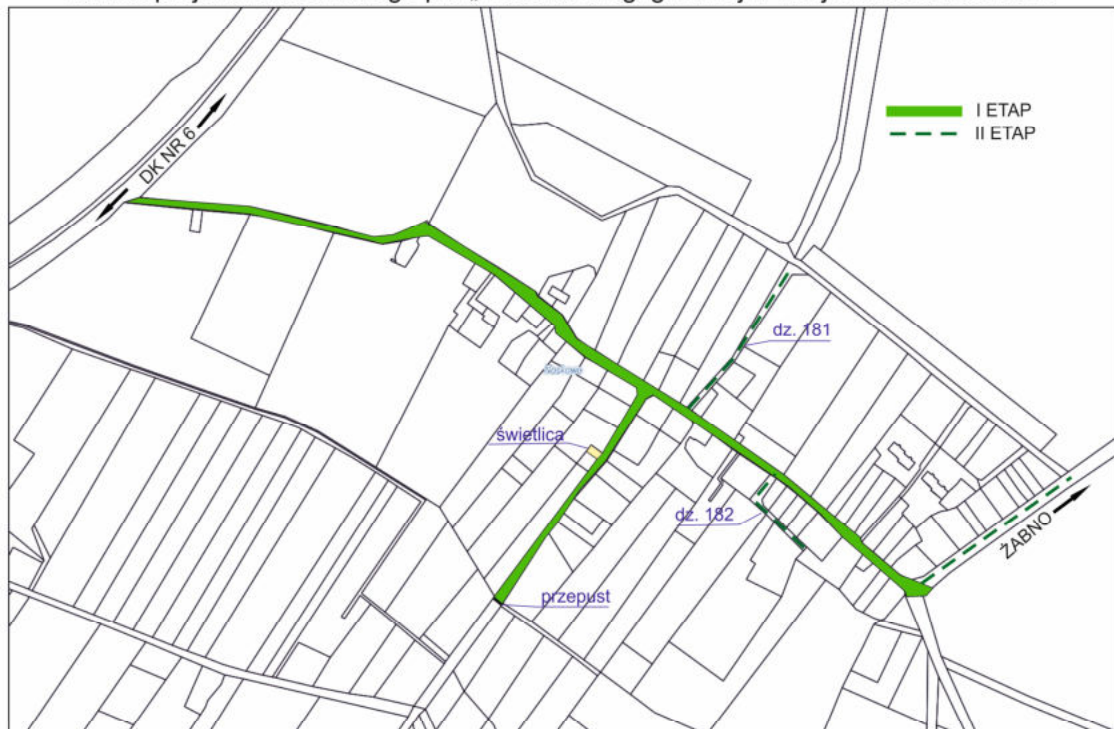 I ETAP
II ETAP
DK NR 6
dz. 181
świetlica
dz. 182
ŻABNO
przepust